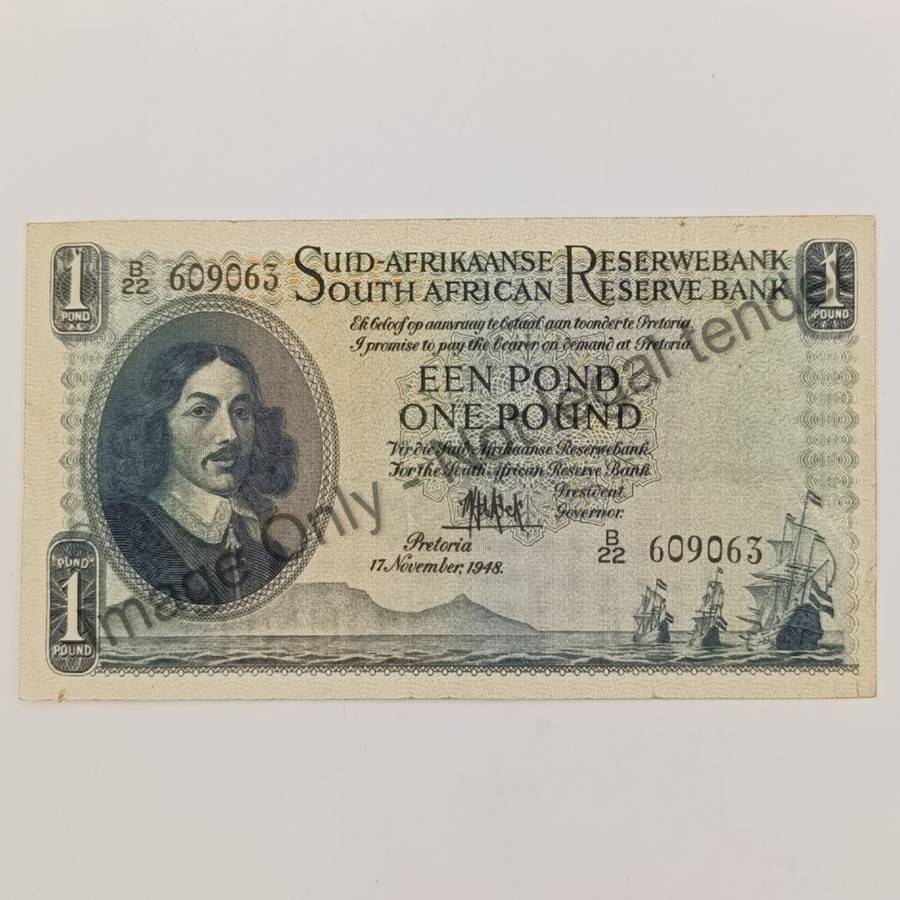 1
POND
B/22 609063
SUID-AFRIKAANSE RESERWEBANK
SOUTH AFRICAN RESERVE BANK
1
POUND
Ek beloof op aanvraag te betaal aan toonder te Pretoria.
I promise to pay the bearer on demand at Pretoria.
EEN POND
ONE POUND
Vir die Suid-Afrikaanse Reserwebank.
For the South African Reserve Bank.
President
Governor.
Pretoria
17 November, 1948.
B/22 609063
POND
1
POUND
Image Only -